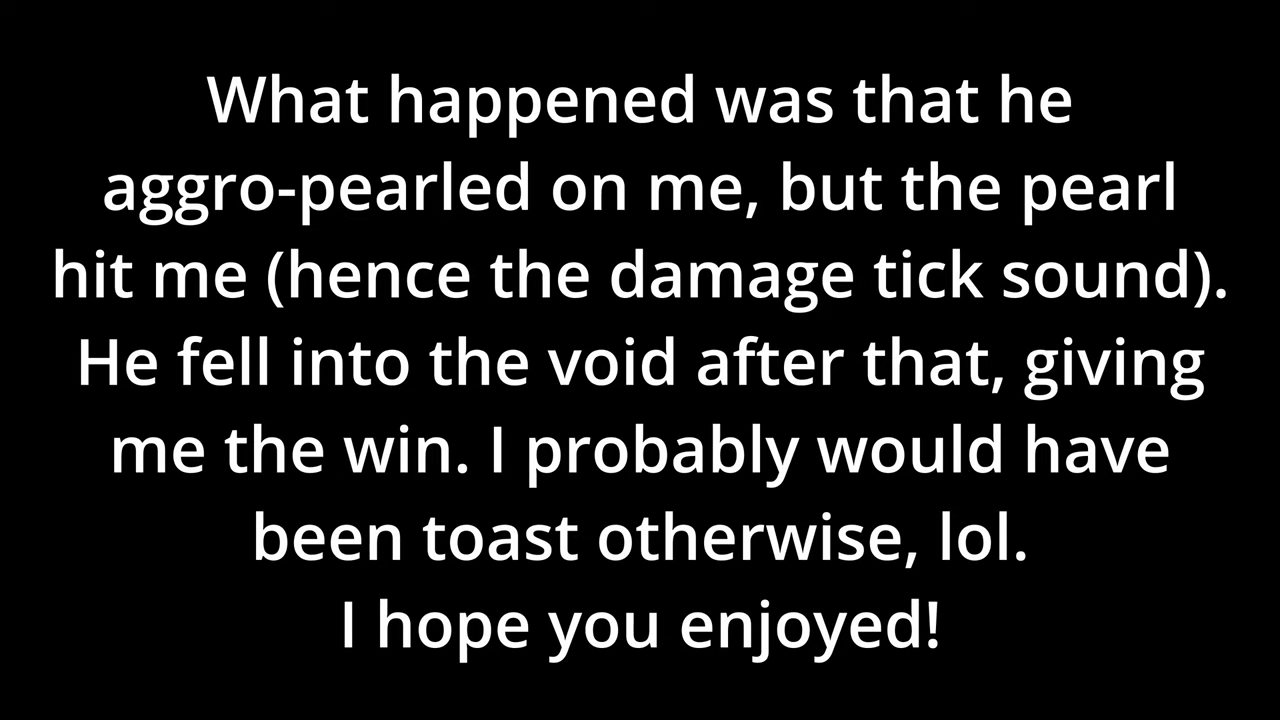 What happened was that he
aggro-pearled on me, but the pearl
hit me (hence the damage tick sound).
He fell into the void after that, giving
me the win. I probably would have
been toast otherwise, lol.
I hope you enjoyed!